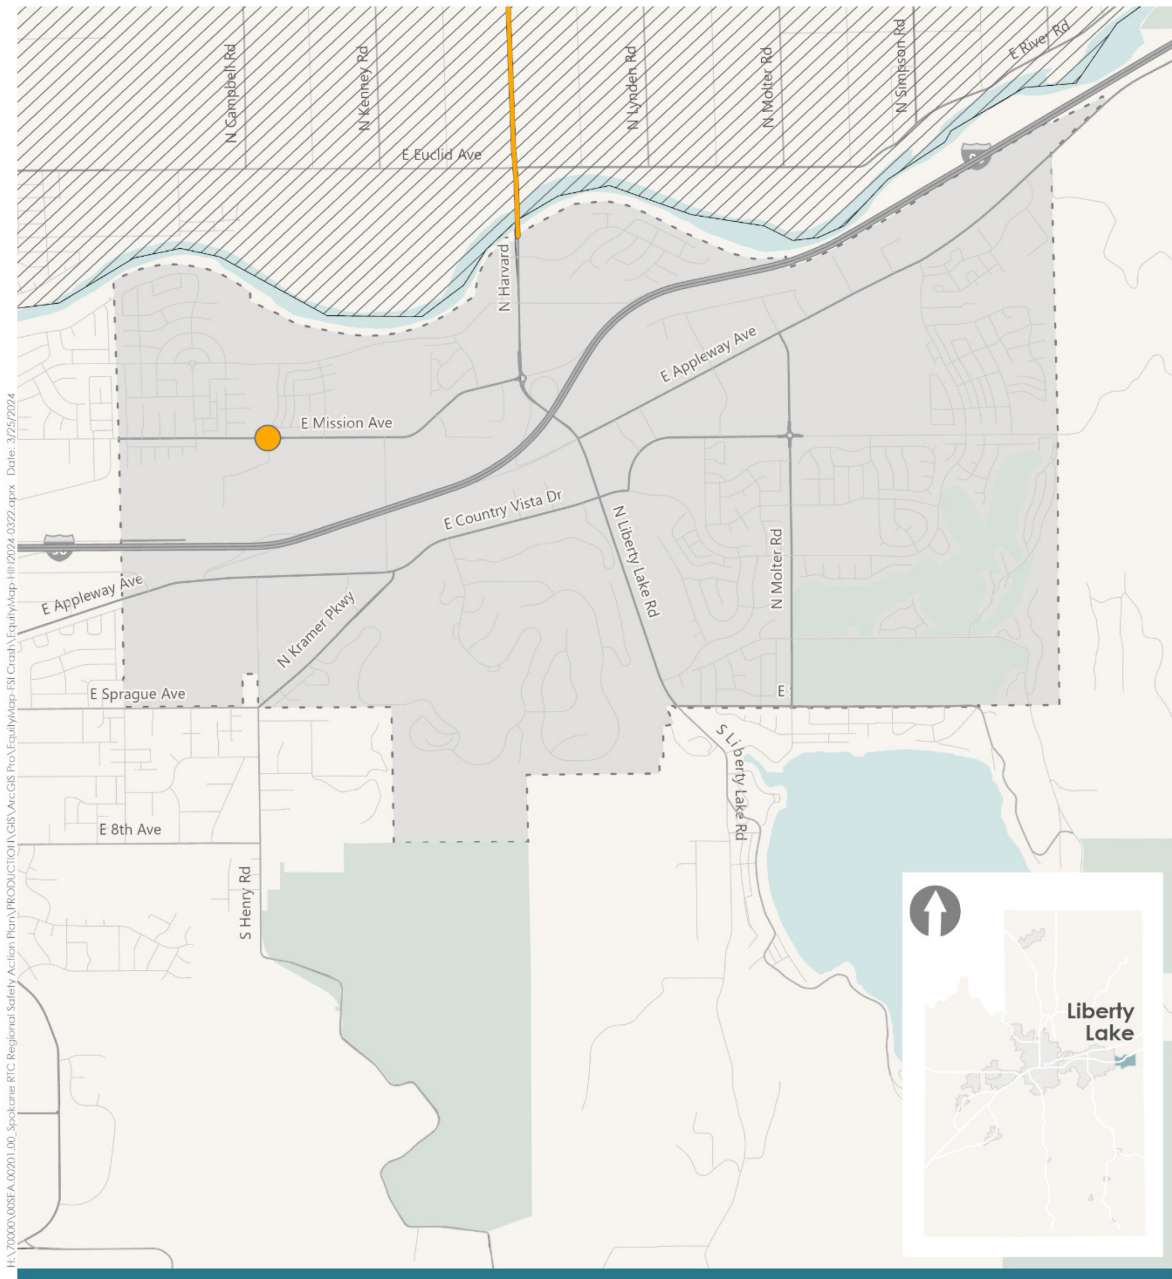 N Campbell Rd
N Kenney Rd
N Lynden Rd
N Molter Rd
N Simpson Rd
E River Rd
E Euclid Ave
N Harvard
E Appleway Ave
E Mission Ave
E Country Vista Dr
N Liberty Lake Rd
N Molter Rd
E Appleway Ave
N Kramer Pkwy
E Sprague Ave
E
S Liberty Lake Rd
E 8th Ave
S Henry Rd
Liberty
Lake
H:\70000\00SEA.00201.00_Spokane RTC Regional Safety Action Plan\PRODUCTION\GIS\ArcGIS Pro\EquityMap-FSI Crash\EquityMap-HIN2024-0322.aprx Date: 3/25/2024